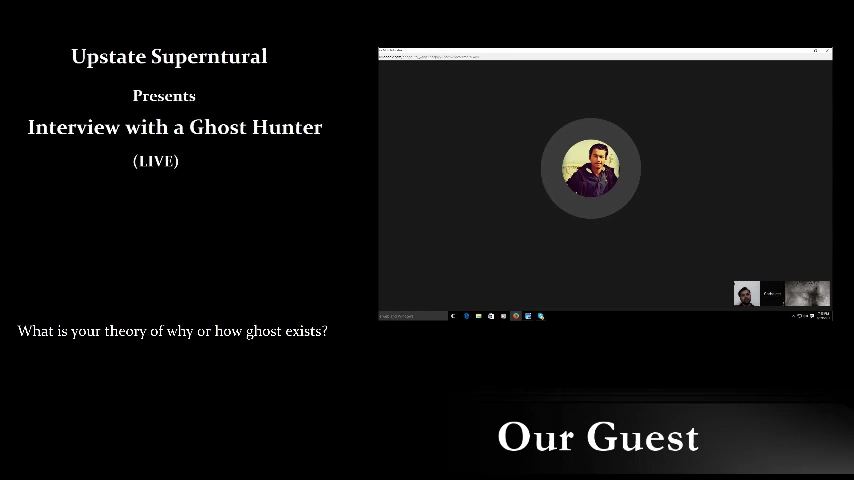 Upstate Superntural
Presents
Interview with a Ghost Hunter
(LIVE)
What is your theory of why or how ghost exists?
Our Guest